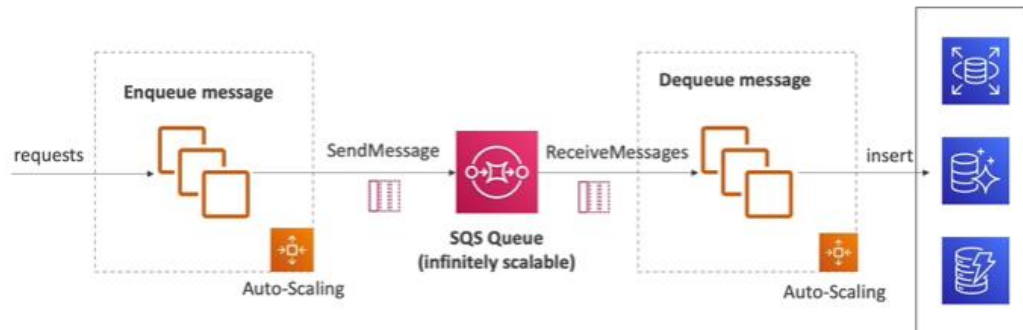 Enqueue message
Dequeue message
requests
SendMessage
ReceiveMessages
insert
SQS Queue
(infinitely scalable)
Auto-Scaling
Auto-Scaling